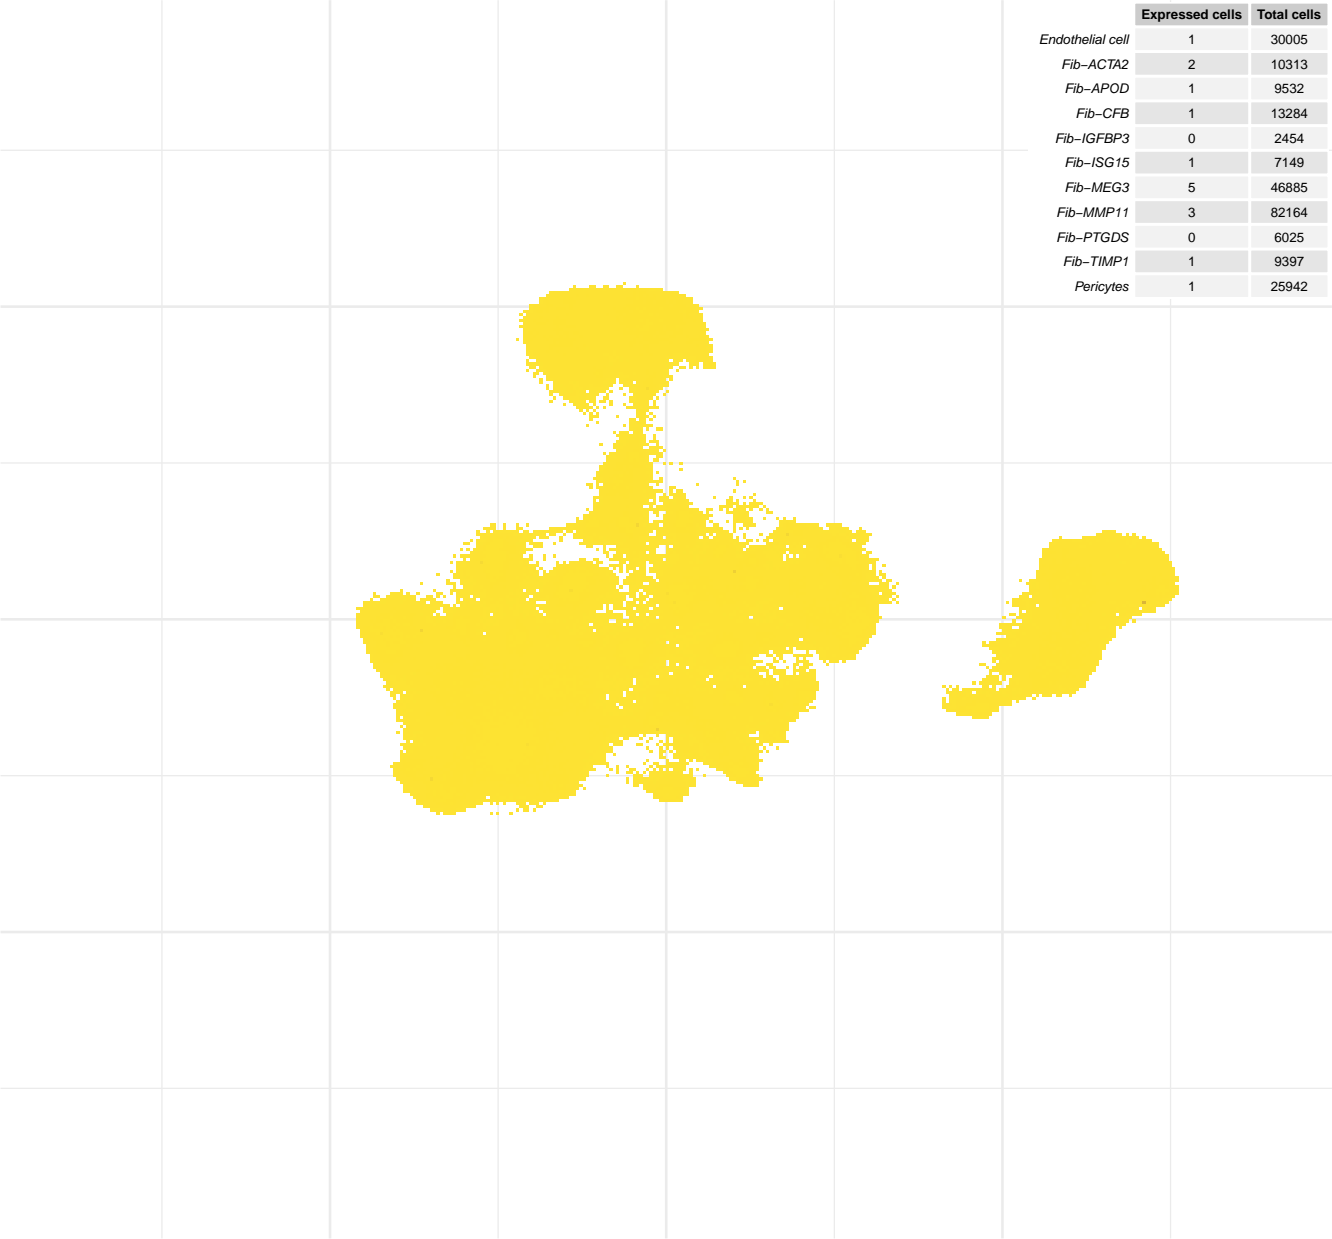 Expressed cells Total cells
Endothelial cell 1 30005
Fib−ACTA2 2 10313
Fib−APOD 1 9532
Fib−CFB 1 13284
Fib−IGFBP3 0 2454
Fib−ISG15 1 7149
Fib−MEG3 5 46885
Fib−MMP11 3 82164
Fib−PTGDS 0 6025
Fib−TIMP1 1 9397
Pericytes 1 25942